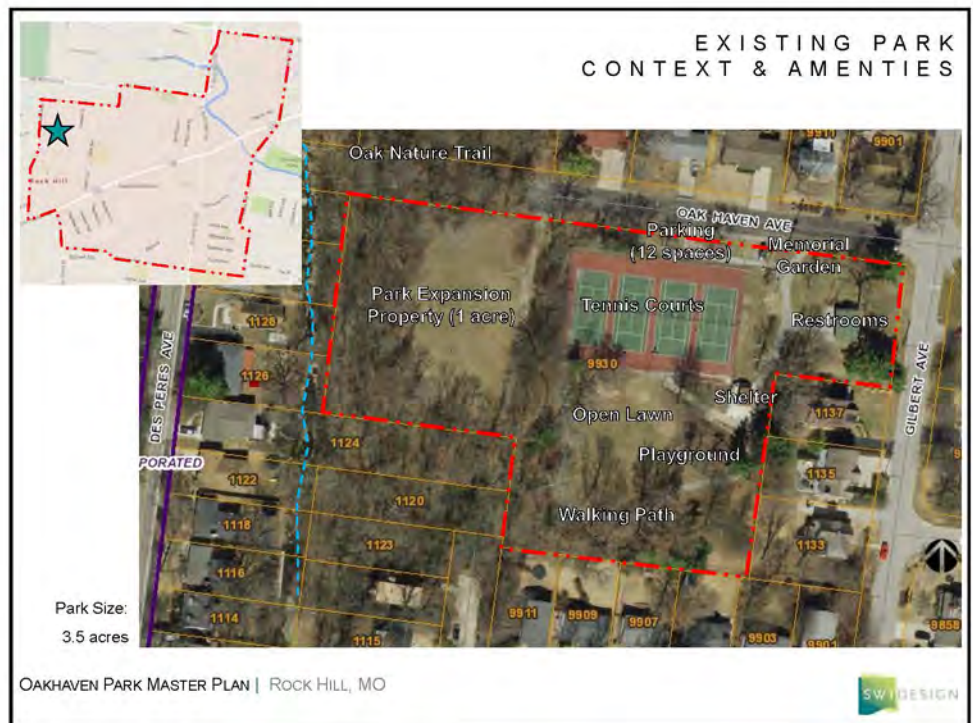 EXISTING PARK
CONTEXT & AMENTIES
Rock Hill
Oak Nature Trail
9911
9901
OAK HAVEN AVE
Parking
(12 spaces)
Memorial
Garden
Park Expansion
Property (1 acre)
Tennis Courts
Restrooms
1128
9930
DES PERES AVE
1126
Shelter
GILBERT AVE
Open Lawn
1137
1124
Playground
PORATED
1122
1135
1120
Walking Path
1118
1123
1133
1116
Park Size:
3.5 acres
1114
1115
9911
9909
9907
9903
9901
9858
OAKHAVEN PARK MASTER PLAN | ROCK HILL, MO
SWTDESIGN